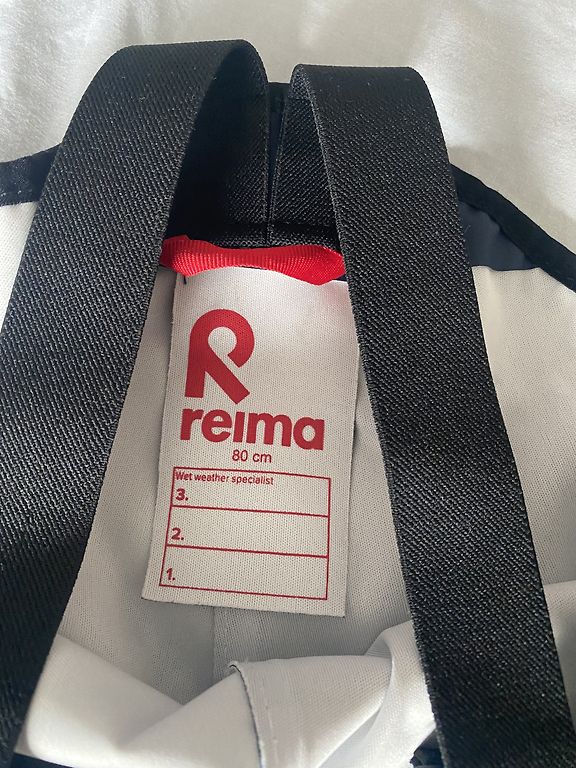 reima
80 cm
Wet weather specialist
3.
2.
1.